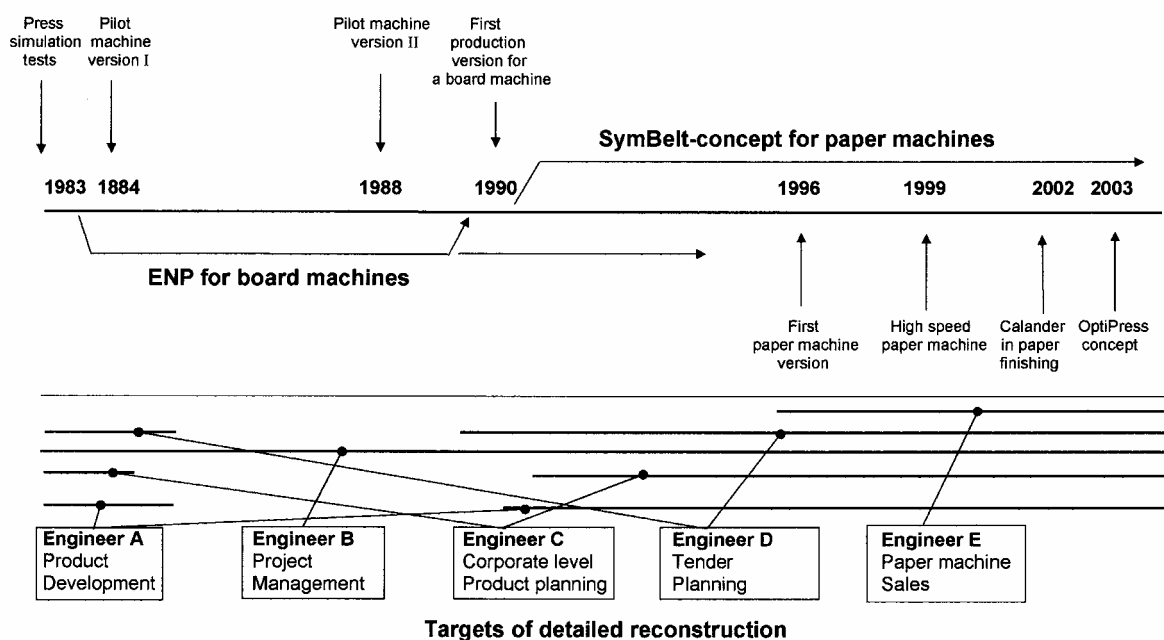 Press
simulation
tests
Pilot
machine
version I
Pilot machine
version II
First
production
version for
a board machine
SymBelt-concept for paper machines
1983 1884 1988 1990 1996 1999 2002 2003
ENP for board machines
First
paper machine
version
High speed
paper machine
Calander
in paper
finishing
OptiPress
concept
Engineer A
Product
Development
Engineer B
Project
Management
Engineer C
Corporate level
Product planning
Engineer D
Tender
Planning
Engineer E
Paper machine
Sales
Targets of detailed reconstruction